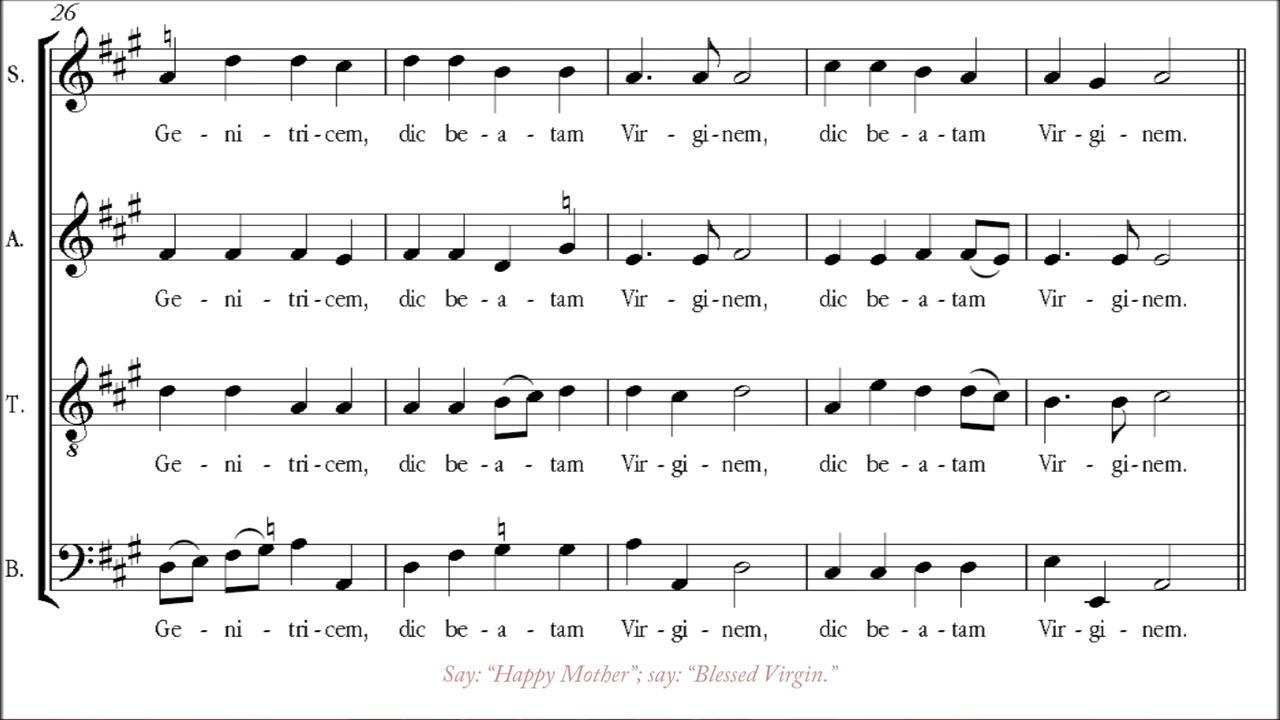 26
S.
Ge - ni - tri - cem, dic be - a - tam Vir - gi - nem, dic be - a - tam Vir - gi - nem.
A.
Ge - ni - tri - cem, dic be - a - tam Vir - gi - nem, dic be - a - tam Vir - gi - nem.
T.
8
Ge - ni - tri - cem, dic be - a - tam Vir - gi - nem, dic be - a - tam Vir - gi - nem.
B.
Ge - ni - tri - cem, dic be - a - tam Vir - gi - nem, dic be - a - tam Vir - gi - nem.
Say: “Happy Mother”; say: “Blessed Virgin.”